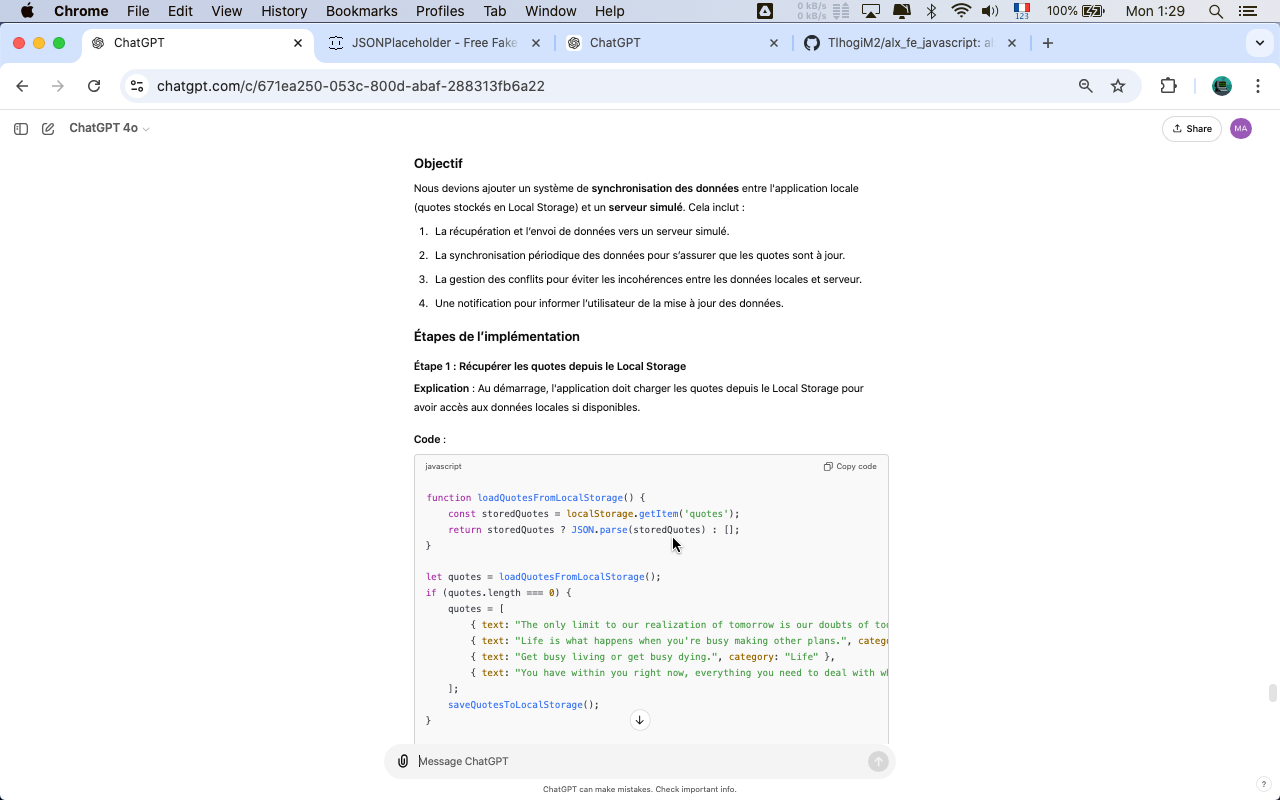 Chrome File Edit View History Bookmarks Profiles Tab Window Help 0 kB/s 0 kB/s 123 100% Mon 1:29
ChatGPT JSONPlaceholder - Free Fake ChatGPT TlhogiM2/alx_fe_javascript: al
chatgpt.com/c/671ea250-053c-800d-abaf-288313fb6a22
ChatGPT 4o Share MA
Objectif
Nous devions ajouter un système de synchronisation des données entre l'application locale
(quotes stockés en Local Storage) et un serveur simulé. Cela inclut :
1. La récupération et l'envoi de données vers un serveur simulé.
2. La synchronisation périodique des données pour s'assurer que les quotes sont à jour.
3. La gestion des conflits pour éviter les incohérences entre les données locales et serveur.
4. Une notification pour informer l'utilisateur de la mise à jour des données.
Étapes de l'implémentation
Étape 1 : Récupérer les quotes depuis le Local Storage
Explication : Au démarrage, l'application doit charger les quotes depuis le Local Storage pour
avoir accès aux données locales si disponibles.
Code :
javascript Copy code
function loadQuotesFromLocalStorage() {
const storedQuotes = localStorage.getItem('quotes');
return storedQuotes ? JSON.parse(storedQuotes) : [];
}
let quotes = loadQuotesFromLocalStorage();
if (quotes.length === 0) {
quotes = [
{ text: "The only limit to our realization of tomorrow is our doubts of
{ text: "Life is what happens when you're busy making other plans.", catego
{ text: "Get busy living or get busy dying.", category: "Life" },
{ text: "You have within you right now, everything you need to deal with
];
saveQuotesToLocalStorage();
}
Message ChatGPT
ChatGPT can make mistakes. Check important info.
?